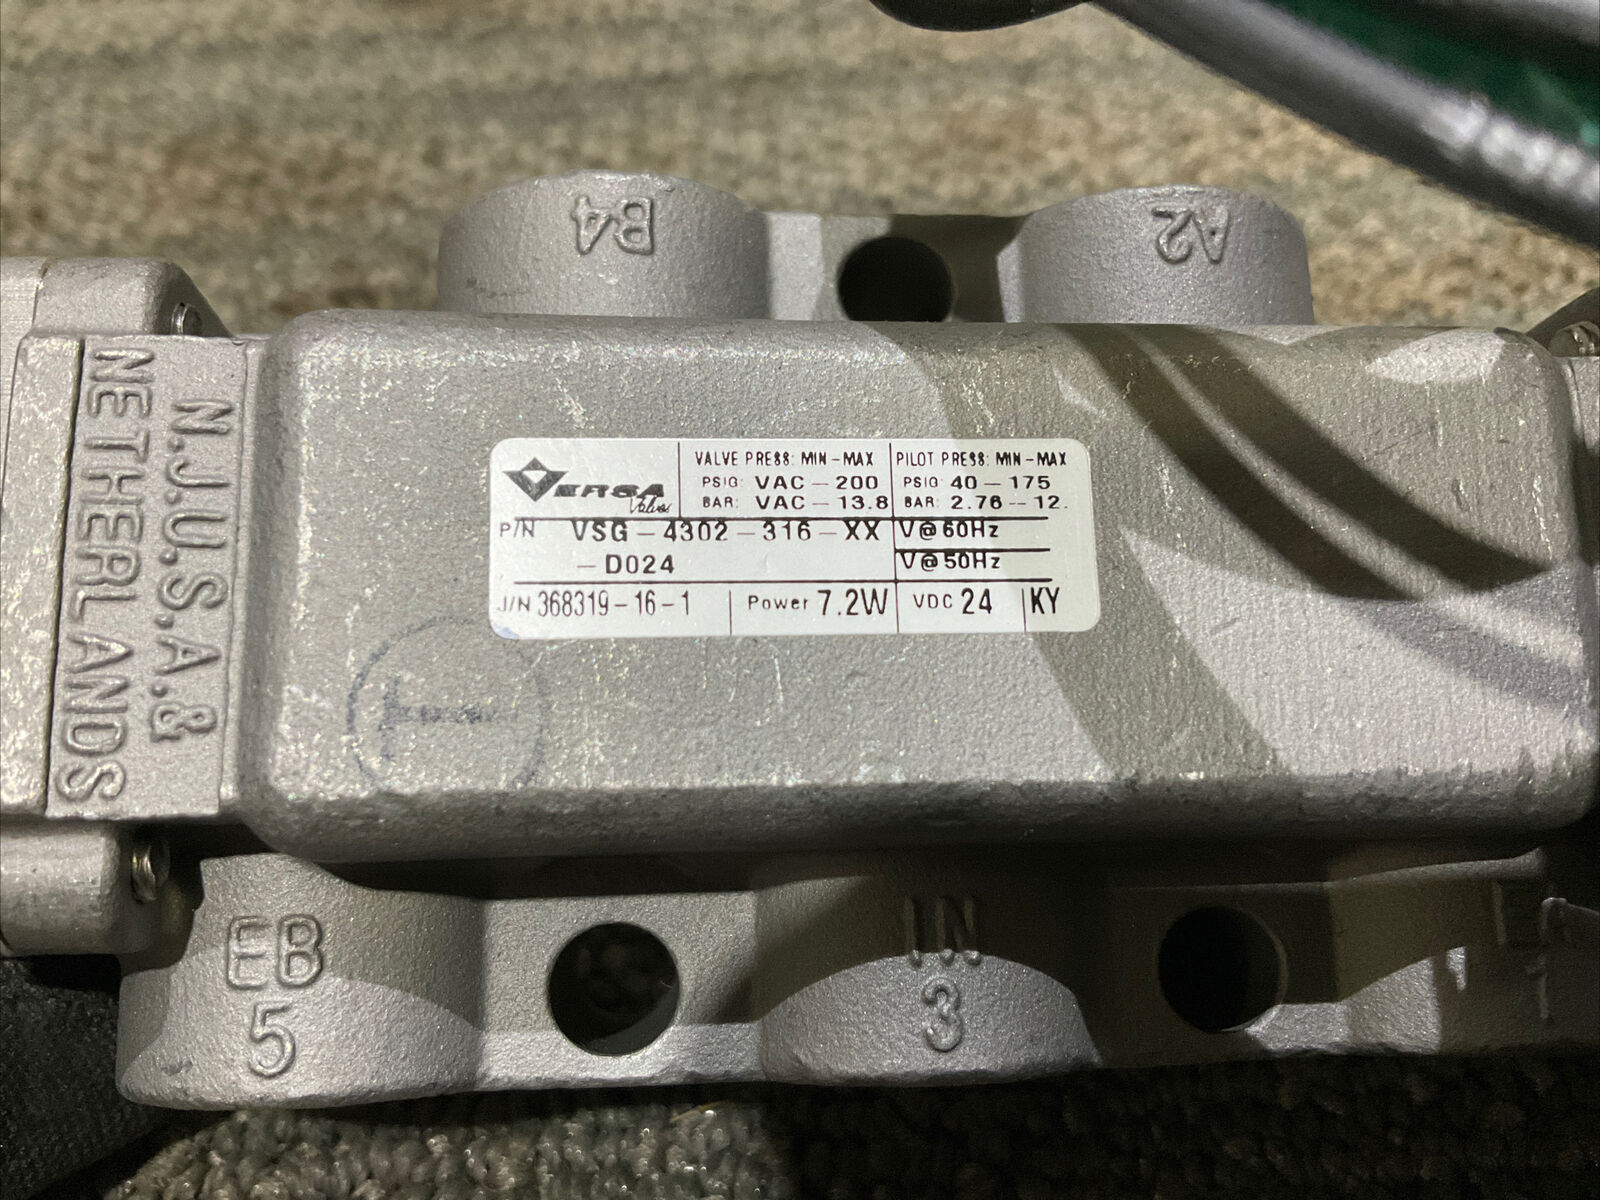 B4
A2
N.J.U.S.A.&
NETHERLANDS
VERSA
Valves
VALVE PRESS: MIN-MAX
PSIG: VAC-200
BAR: VAC-13.8
PILOT PRESS: MIN-MAX
PSIG: 40-175
BAR: 2.76-12.
P/N VSG-4302-316-XX
-D024
V@60Hz
V@50Hz
J/N 368319-16-1
Power 7.2W
VDC 24
KY
EB
5
IN
3
1